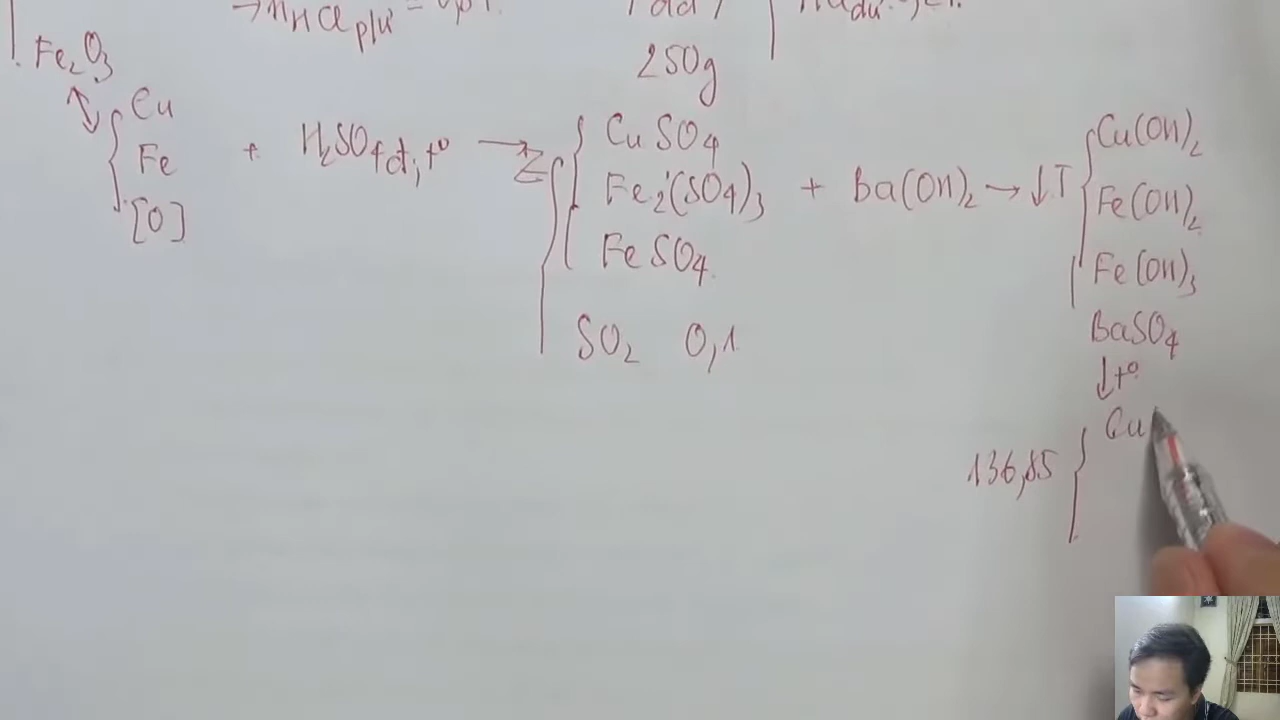 Fe2O3
250g
Cu
Fe
[O]
+ H2SO4đ, t° →
Z
CuSO4
Fe2(SO4)3
FeSO4
SO2 0,1
+ Ba(OH)2 → ↓T
Cu(OH)2
Fe(OH)2
Fe(OH)3
BaSO4
↓t°
136,85
Cu